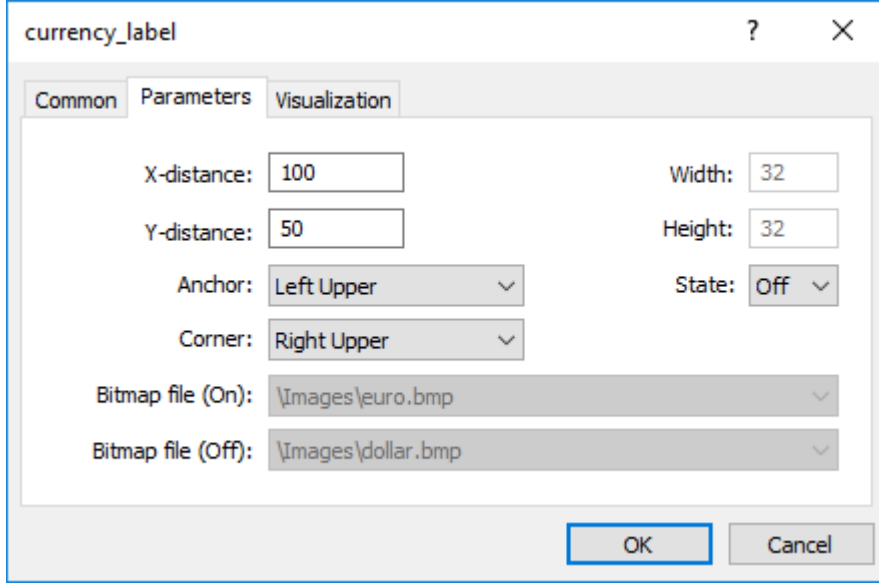 currency_label ?
Common Parameters Visualization
X-distance: 100 Width: 32
Y-distance: 50 Height: 32
Anchor: Left Upper State: Off
Corner: Right Upper
Bitmap file (On): \Images\euro.bmp
Bitmap file (Off): \Images\dollar.bmp
OK Cancel